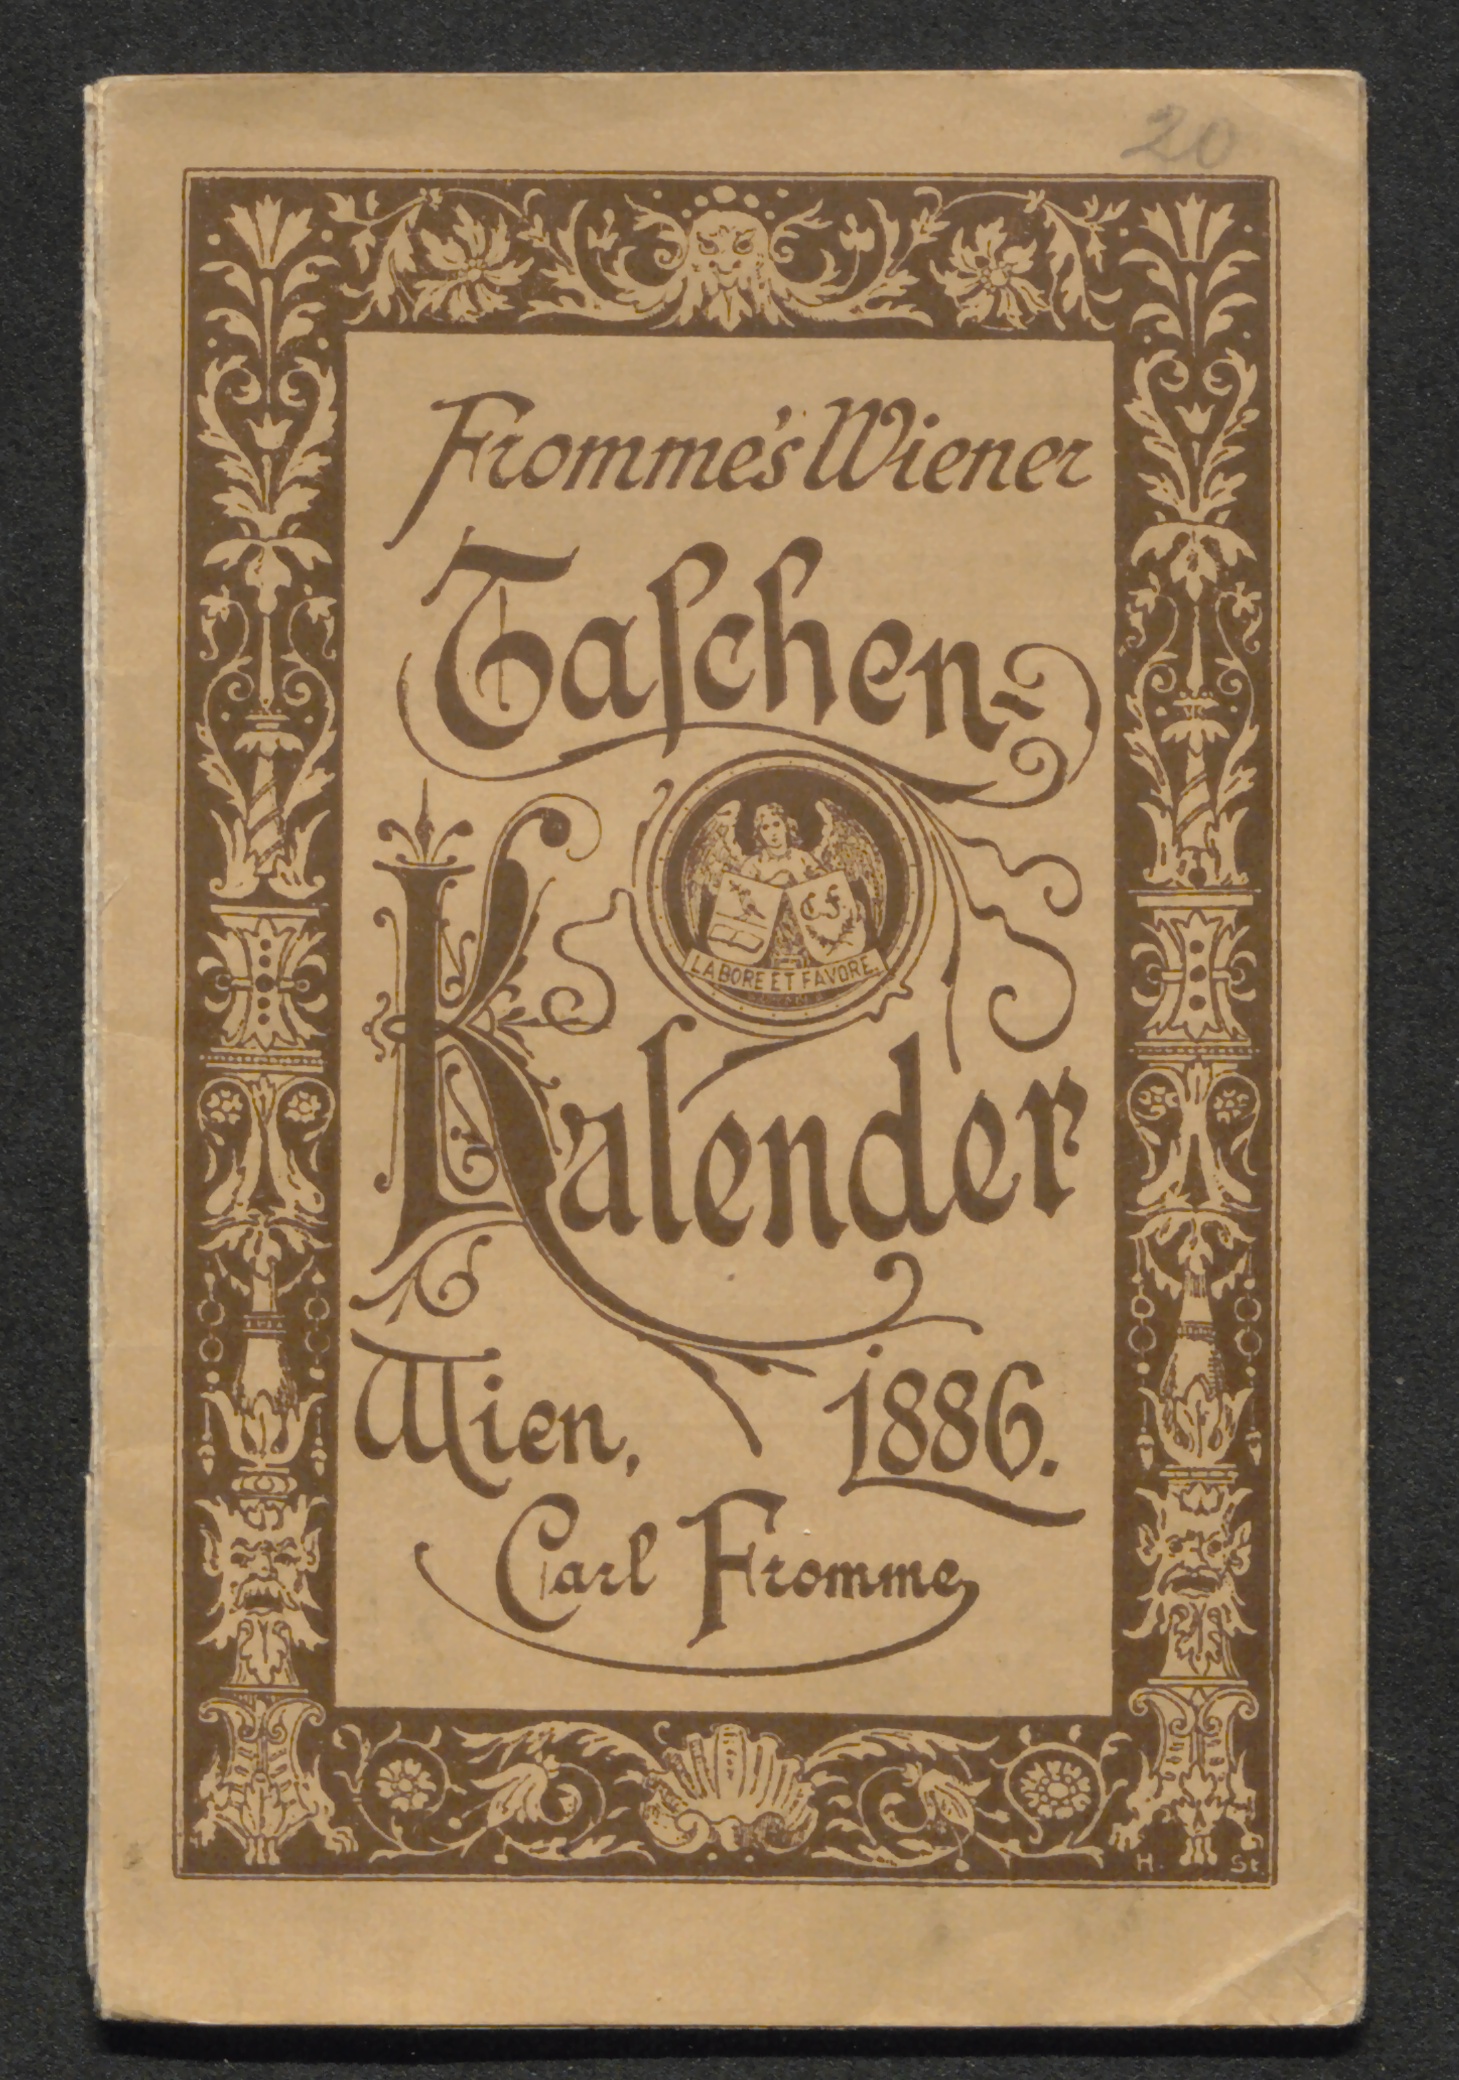 20
Fromme's Wiener
Taſchen-
C. F.
LABORE ET FAVORE.
Kalender
Wien, 1886.
Carl Fromme
H. St.